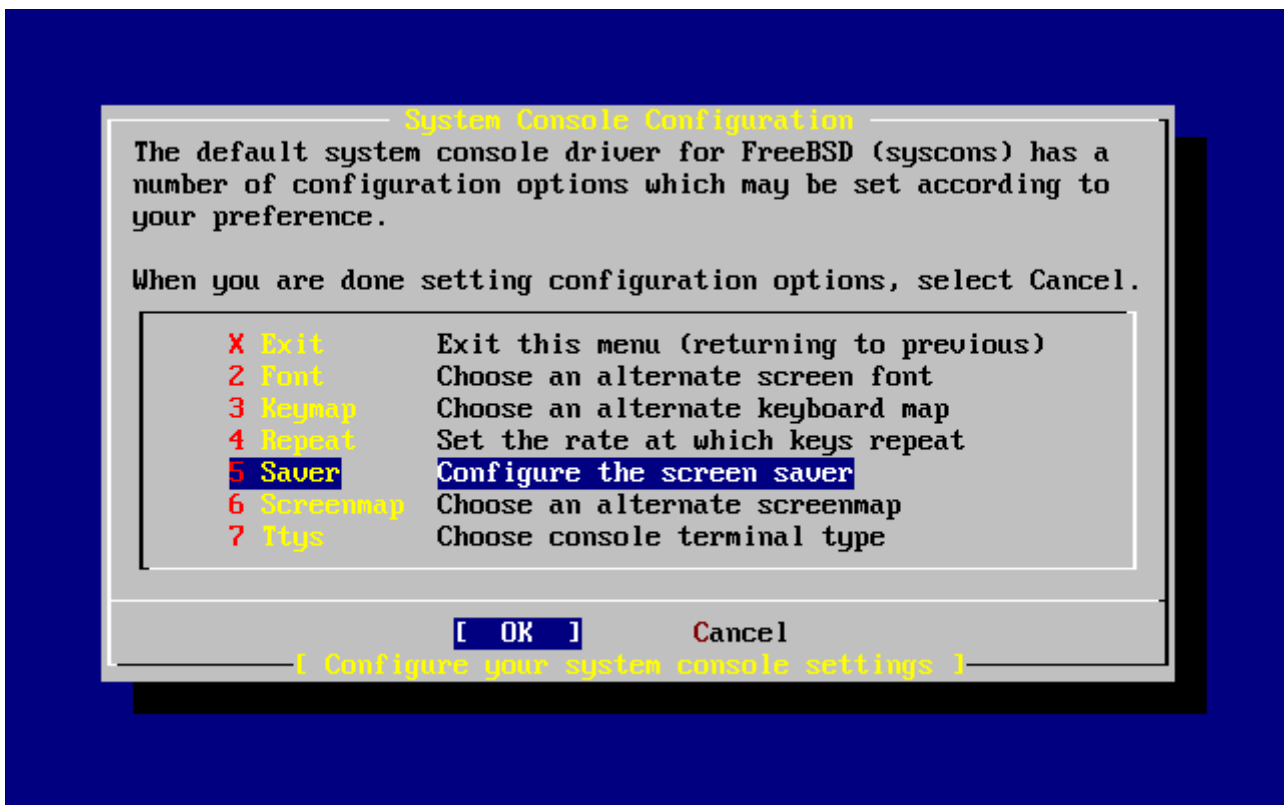 System Console Configuration
The default system console driver for FreeBSD (syscons) has a
number of configuration options which may be set according to
your preference.
When you are done setting configuration options, select Cancel.
X Exit Exit this menu (returning to previous)
2 Font Choose an alternate screen font
3 Keymap Choose an alternate keyboard map
4 Repeat Set the rate at which keys repeat
5 Saver Configure the screen saver
6 Screenmap Choose an alternate screenmap
7 Ttys Choose console terminal type
[ OK ] Cancel
[ Configure your system console settings ]